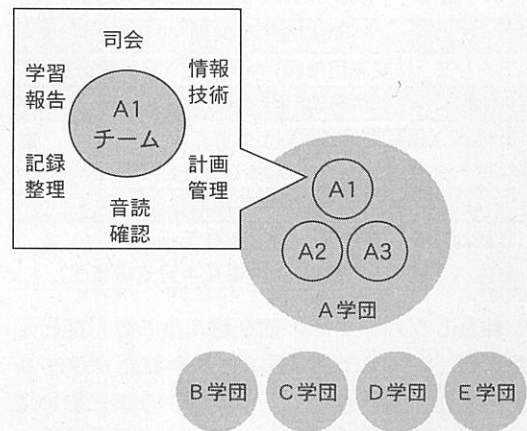 司会
学習
報告
情報
技術
A1
チーム
記録
整理
計画
管理
音読
確認
A1
A2
A3
A学団
B学団
C学団
D学団
E学団